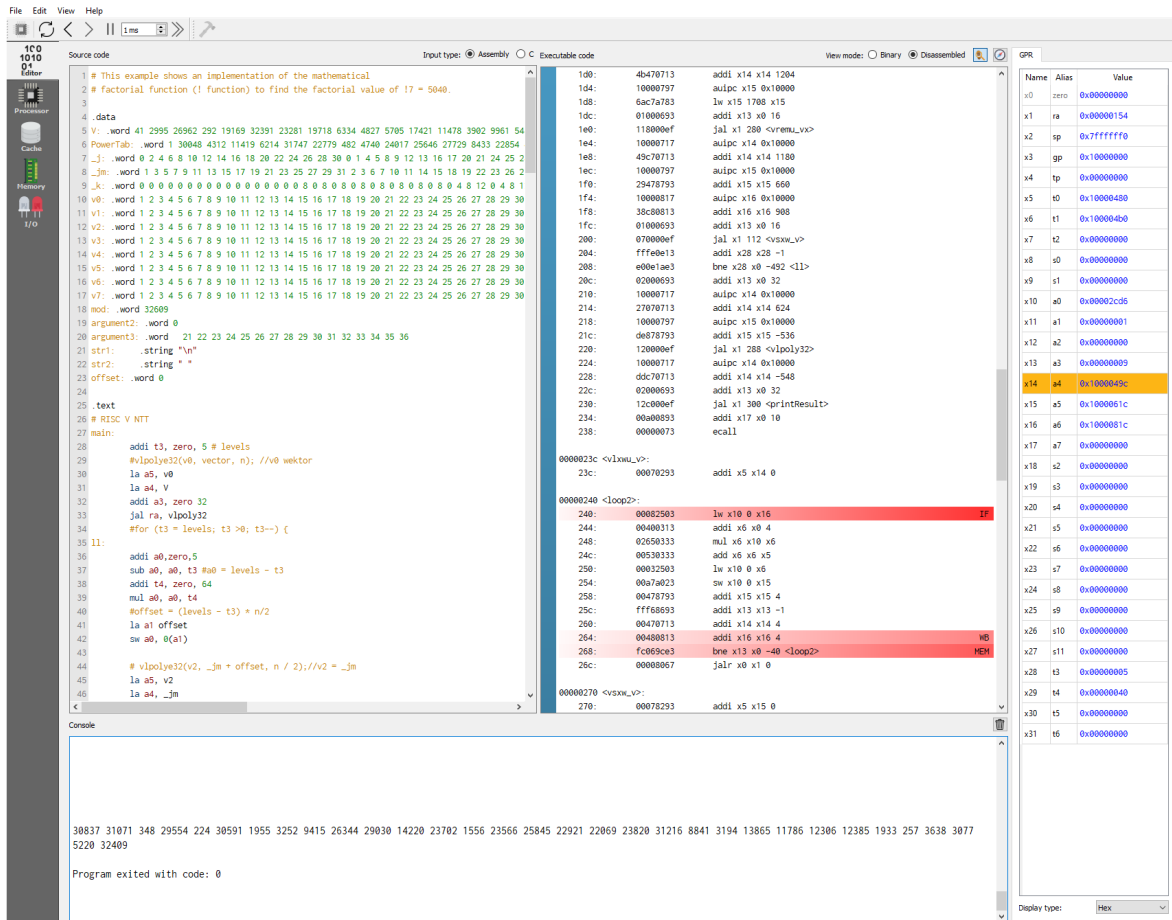 File Edit View Help
1 ms
Editor
Processor
Cache
Memory
I/O
Source code
Input type: Assembly C
1 # This example shows an implementation of the mathematical
2 # factorial function (! function) to find the factorial value of !7 = 5040.
3
4 .data
5 V: .word 41 2995 26962 292 19169 32391 23281 19718 6334 4827 5705 17421 11478 3902 9961 54
6 PowerTab: .word 1 30048 4312 11419 6214 31747 22779 482 4740 24017 25646 27729 8433 22854
7 _j: .word 0 2 4 6 8 10 12 14 16 18 20 22 24 26 28 30 0 1 4 5 8 9 12 13 16 17 20 21 24 25 2
8 _jm: .word 1 3 5 7 9 11 13 15 17 19 21 23 25 27 29 31 2 3 6 7 10 11 14 15 18 19 22 23 26 2
9 _k: .word 0 0 0 0 0 0 0 0 0 0 0 0 0 0 0 0 0 8 0 8 0 8 0 8 0 8 0 8 0 8 0 8 0 4 8 12 0 4 8 1
10 v0: .word 1 2 3 4 5 6 7 8 9 10 11 12 13 14 15 16 17 18 19 20 21 22 23 24 25 26 27 28 29 30
11 v1: .word 1 2 3 4 5 6 7 8 9 10 11 12 13 14 15 16 17 18 19 20 21 22 23 24 25 26 27 28 29 30
12 v2: .word 1 2 3 4 5 6 7 8 9 10 11 12 13 14 15 16 17 18 19 20 21 22 23 24 25 26 27 28 29 30
13 v3: .word 1 2 3 4 5 6 7 8 9 10 11 12 13 14 15 16 17 18 19 20 21 22 23 24 25 26 27 28 29 30
14 v4: .word 1 2 3 4 5 6 7 8 9 10 11 12 13 14 15 16 17 18 19 20 21 22 23 24 25 26 27 28 29 30
15 v5: .word 1 2 3 4 5 6 7 8 9 10 11 12 13 14 15 16 17 18 19 20 21 22 23 24 25 26 27 28 29 30
16 v6: .word 1 2 3 4 5 6 7 8 9 10 11 12 13 14 15 16 17 18 19 20 21 22 23 24 25 26 27 28 29 30
17 v7: .word 1 2 3 4 5 6 7 8 9 10 11 12 13 14 15 16 17 18 19 20 21 22 23 24 25 26 27 28 29 30
18 mod: .word 32609
19 argument2: .word 0
20 argument3: .word 21 22 23 24 25 26 27 28 29 30 31 32 33 34 35 36
21 str1: .string "\n"
22 str2: .string " "
23 offset: .word 0
24
25 .text
26 # RISC V NTT
27 main:
28 addi t3, zero, 5 # levels
29 #vlpolye32(v0, vector, n); //v0 wektor
30 la a5, v0
31 la a4, V
32 addi a3, zero 32
33 jal ra, vlpoly32
34 #for (t3 = levels; t3 >0; t3--) {
35 ll:
36 addi a0,zero,5
37 sub a0, a0, t3 #a0 = levels - t3
38 addi t4, zero, 64
39 mul a0, a0, t4
40 #offset = (levels - t3) * n/2
41 la a1 offset
42 sw a0, 0(a1)
43
44 # vlpolye32(v2, _jm + offset, n / 2);//v2 = _jm
45 la a5, v2
46 la a4, _jm
Executable code
View mode: Binary Disassembled
1d0: 4b470713 addi x14 x14 1204
1d4: 10000797 auipc x15 0x10000
1d8: 6ac7a783 lw x15 1708 x15
1dc: 01000693 addi x13 x0 16
1e0: 118000ef jal x1 280 <vremu_vx>
1e4: 10000717 auipc x14 0x10000
1e8: 49c70713 addi x14 x14 1180
1ec: 10000797 auipc x15 0x10000
1f0: 29478793 addi x15 x15 660
1f4: 10000817 auipc x16 0x10000
1f8: 38c80813 addi x16 x16 908
1fc: 01000693 addi x13 x0 16
200: 070000ef jal x1 112 <vsxw_v>
204: fffe0e13 addi x28 x28 -1
208: e00e1ae3 bne x28 x0 -492 <ll>
20c: 02000693 addi x13 x0 32
210: 10000717 auipc x14 0x10000
214: 27070713 addi x14 x14 624
218: 10000797 auipc x15 0x10000
21c: de878793 addi x15 x15 -536
220: 120000ef jal x1 288 <vlpoly32>
224: 10000717 auipc x14 0x10000
228: ddc70713 addi x14 x14 -548
22c: 02000693 addi x13 x0 32
230: 12c000ef jal x1 300 <printResult>
234: 00a00893 addi x17 x0 10
238: 00000073 ecall
0000023c <vlxwu_v>:
23c: 00070293 addi x5 x14 0
00000240 <loop2>:
240: 00082503 lw x10 0 x16 IF
244: 00400313 addi x6 x0 4
248: 02650333 mul x6 x10 x6
24c: 00530333 add x6 x6 x5
250: 00032503 lw x10 0 x6
254: 00a7a023 sw x10 0 x15
258: 00478793 addi x15 x15 4
25c: fff68693 addi x13 x13 -1
260: 00470713 addi x14 x14 4
264: 00480813 addi x16 x16 4 WB
268: fc069ce3 bne x13 x0 -40 <loop2> MEM
26c: 00008067 jalr x0 x1 0
00000270 <vsxw_v>:
270: 00078293 addi x5 x15 0
GPR
Name Alias Value
x0 zero 0x00000000
x1 ra 0x00000154
x2 sp 0x7ffffff0
x3 gp 0x10000000
x4 tp 0x00000000
x5 t0 0x10000480
x6 t1 0x100004b0
x7 t2 0x00000000
x8 s0 0x00000000
x9 s1 0x00000000
x10 a0 0x00002cd6
x11 a1 0x00000001
x12 a2 0x00000000
x13 a3 0x00000009
x14 a4 0x1000049c
x15 a5 0x1000061c
x16 a6 0x1000081c
x17 a7 0x00000000
x18 s2 0x00000000
x19 s3 0x00000000
x20 s4 0x00000000
x21 s5 0x00000000
x22 s6 0x00000000
x23 s7 0x00000000
x24 s8 0x00000000
x25 s9 0x00000000
x26 s10 0x00000000
x27 s11 0x00000000
x28 t3 0x00000005
x29 t4 0x00000040
x30 t5 0x00000000
x31 t6 0x00000000
Display type: Hex
Console
30837 31071 348 29554 224 30591 1955 3252 9415 26344 29030 14220 23702 1556 23566 25845 22921 22069 23820 31216 8841 3194 13865 11786 12306 12385 1933 257 3638 3077
5220 32409
Program exited with code: 0